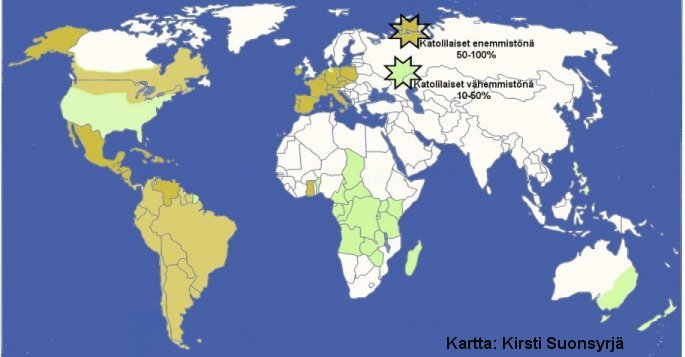 Katolilaiset enemmistönä
50-100%
Katolilaiset vähemmistönä
10-50%
Kartta: Kirsti Suonsyrjä